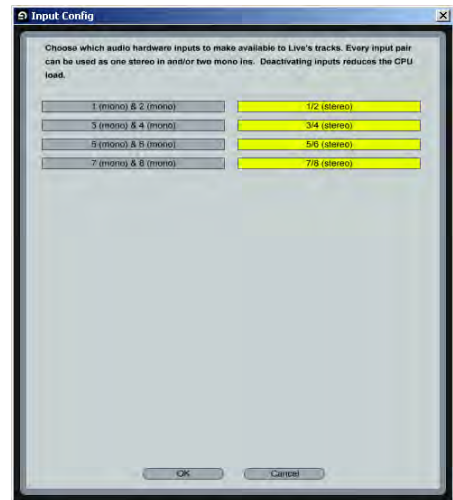 Input Config
Choose which audio hardware inputs to make available to Live's tracks. Every input pair
can be used as one stereo in and/or two mono ins. Deactivating inputs reduces the CPU
load.
1 (mono) & 2 (mono) 1/2 (stereo)
3 (mono) & 4 (mono) 3/4 (stereo)
5 (mono) & 6 (mono) 5/6 (stereo)
7 (mono) & 8 (mono) 7/8 (stereo)
OK Cancel